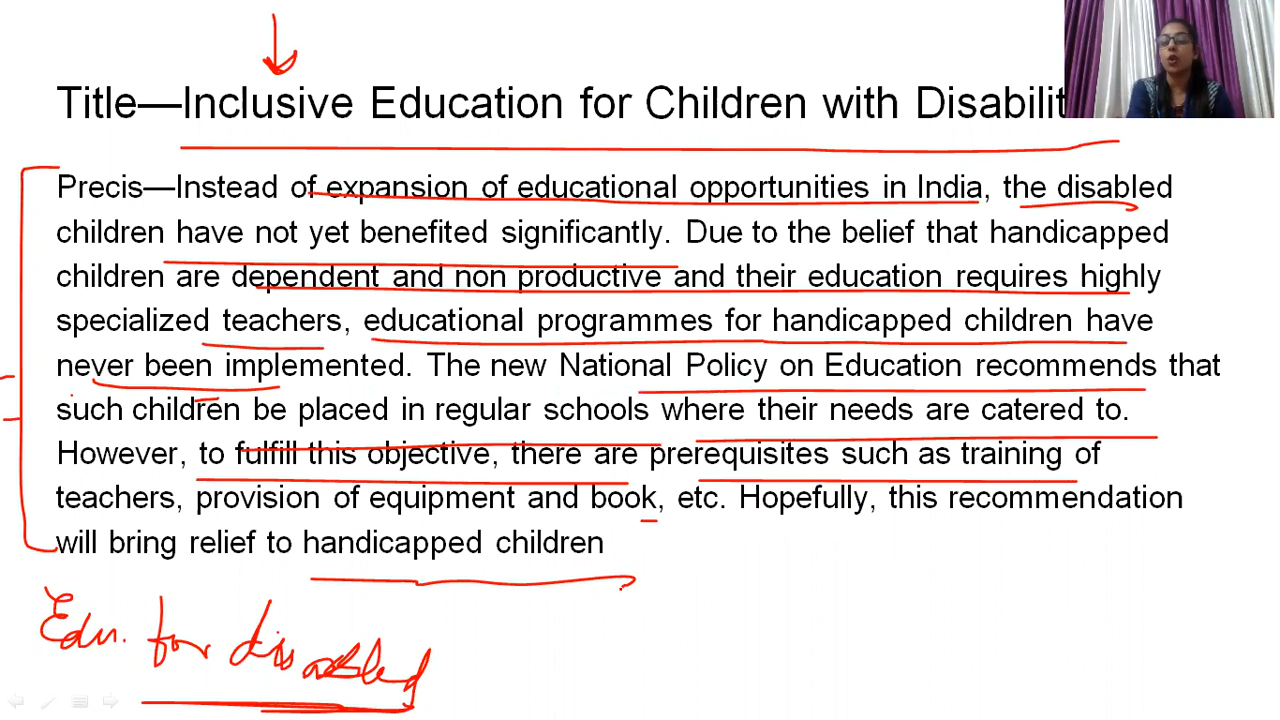 Title—Inclusive Education for Children with Disabilit
Precis—Instead of expansion of educational opportunities in India, the disabled
children have not yet benefited significantly. Due to the belief that handicapped
children are dependent and non productive and their education requires highly
specialized teachers, educational programmes for handicapped children have
never been implemented. The new National Policy on Education recommends that
such children be placed in regular schools where their needs are catered to.
However, to fulfill this objective, there are prerequisites such as training of
teachers, provision of equipment and book, etc. Hopefully, this recommendation
will bring relief to handicapped children
Edu. for disabled